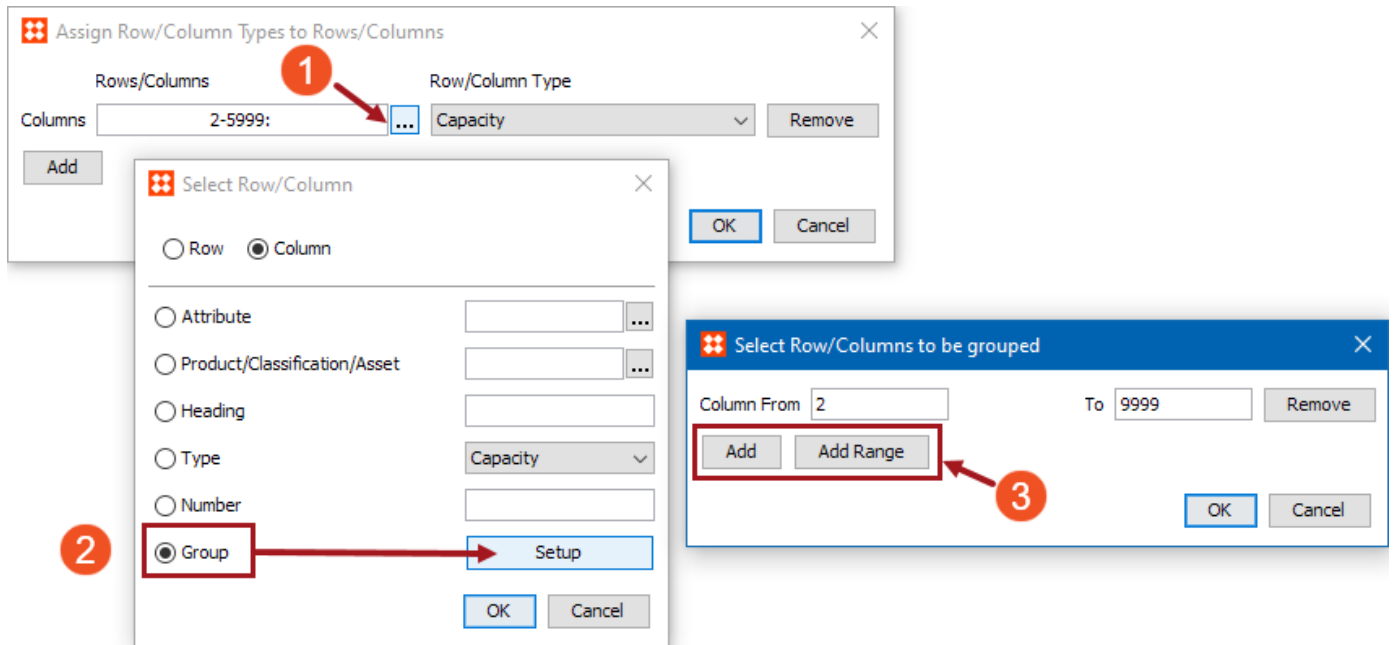 Assign Row/Column Types to Rows/Columns
1
Rows/Columns
Row/Column Type
Columns 2-5999: ... Capacity Remove
Add
OK Cancel
Select Row/Column
Row Column
Attribute ...
Product/Classification/Asset ...
Heading
Type Capacity
Number
2
Group Setup
OK Cancel
Select Row/Columns to be grouped
Column From 2 To 9999 Remove
Add Add Range
3
OK Cancel